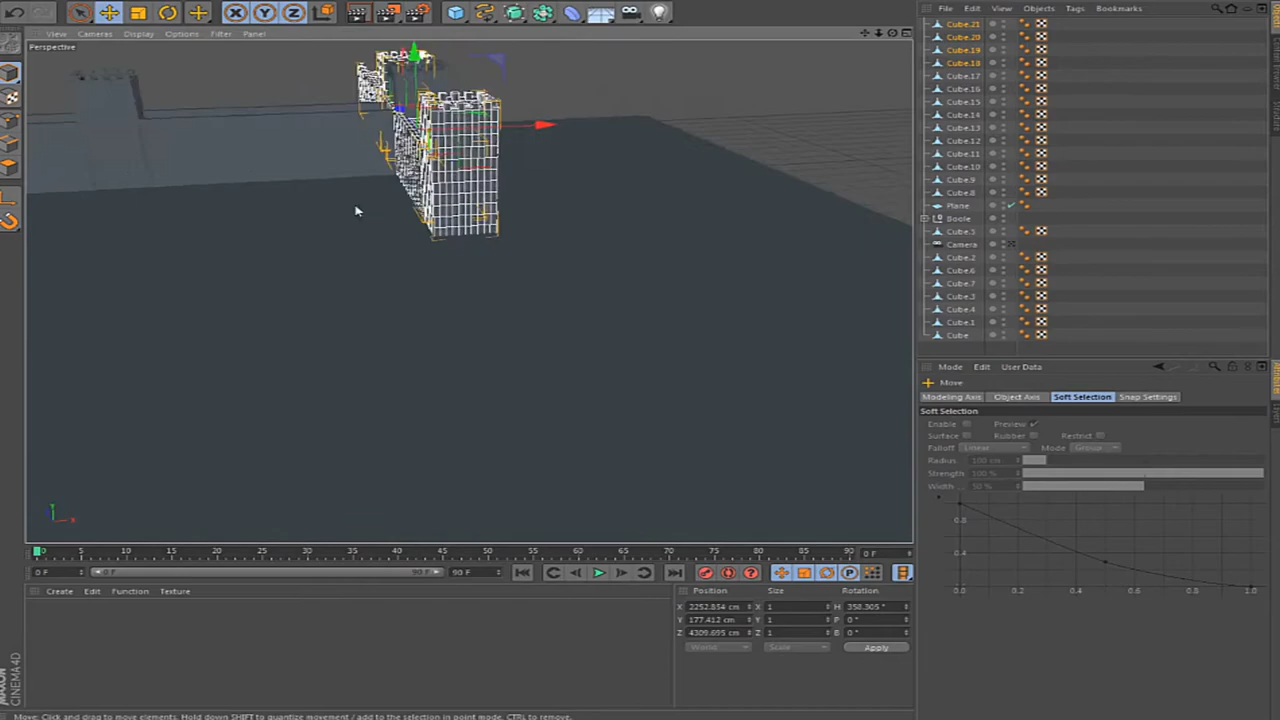 File Edit View Objects Tags Bookmarks
View Cameras Display Options Filter Panel
Perspective
Cube.21
Cube.20
Cube.19
Cube.18
Cube.17
Cube.16
Cube.15
Cube.14
Cube.13
Cube.12
Cube.11
Cube.10
Cube.9
Cube.8
Plane
Boole
Cube.5
Camera
Cube.2
Cube.6
Cube.7
Cube.3
Cube.4
Cube.1
Cube
Mode Edit User Data
Move
Modeling Axis Object Axis Soft Selection Snap Settings
Soft Selection
Enable Preview
Surface Rubber Restrict
Falloff Linear Mode Group
Radius 100 cm
Strength 100 %
Width ... 50 %
0.8
0.4
0.0 0.2 0.4 0.6 0.8 1.0
Y
X
0 5 10 15 20 25 30 35 40 45 50 55 60 65 70 75 80 85 90 0 F
0 F 0 F 90 F 90 F
Create Edit Function Texture
Position Size Rotation
X 2252.854 cm X 1 H 358.305 °
Y 177.412 cm Y 1 P 0 °
Z 4309.695 cm Z 1 B 0 °
World Scale Apply
MAXON CINEMA4D
Move: Click and drag to move elements. Hold down SHIFT to quantize movement / add to the selection in point mode, CTRL to remove.